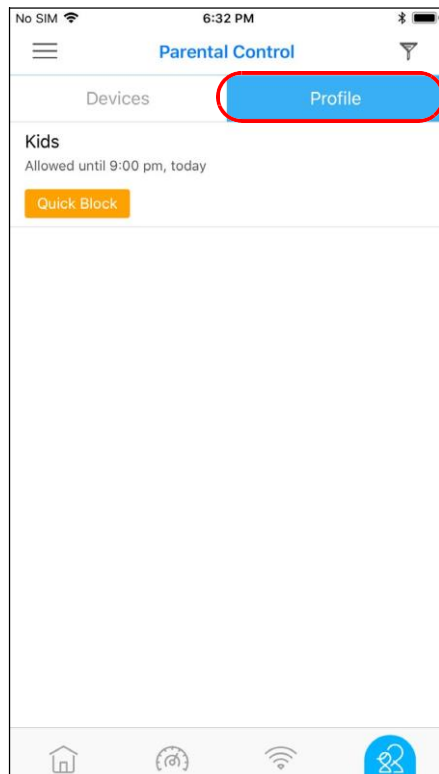 No SIM 6:32 PM
Parental Control
Devices Profile
Kids
Allowed until 9:00 pm, today
Quick Block